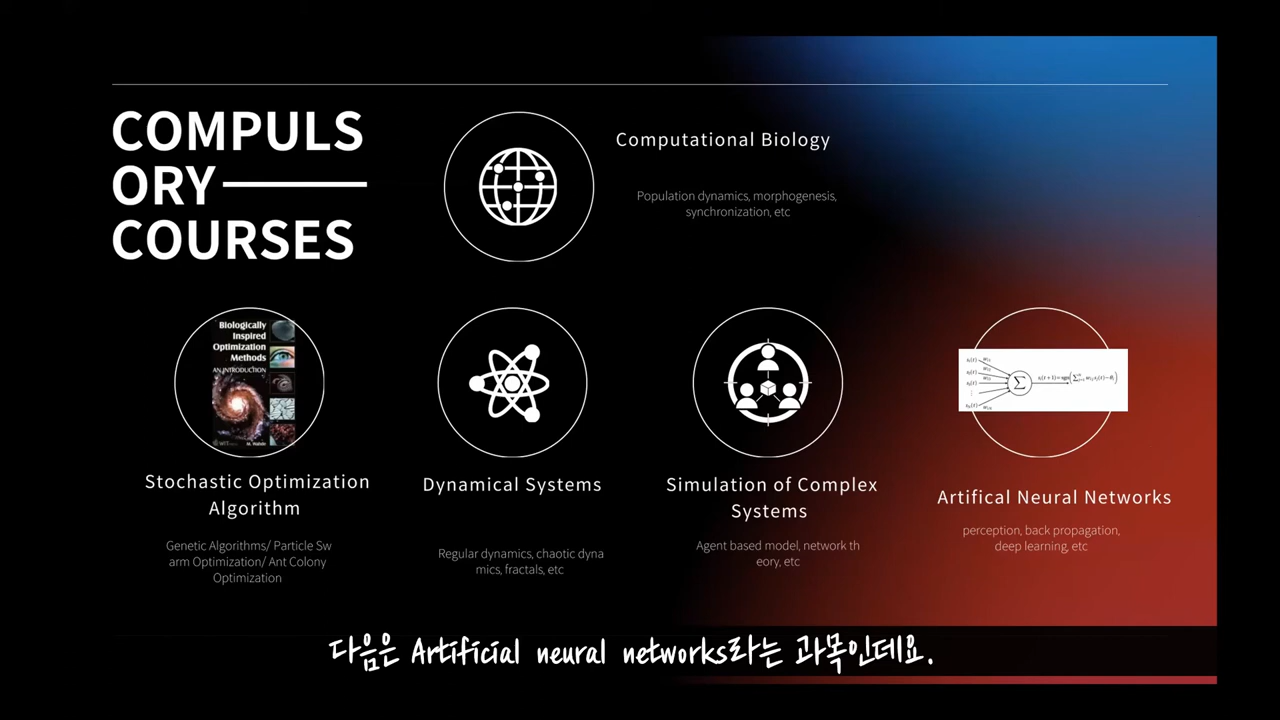 COMPULS
ORY
COURSES
Computational Biology
Population dynamics, morphogenesis,
synchronization, etc
Biologically
Inspired
Optimization
Methods
AN INTRODUCTION
WIT
M. Wahde
Stochastic Optimization
Algorithm
Genetic Algorithms/ Particle Sw
arm Optimization/ Ant Colony
Optimization
Dynamical Systems
Regular dynamics, chaotic dyna
mics, fractals, etc
Simulation of Complex
Systems
Agent based model, network th
eory, etc
Artifical Neural Networks
perception, back propagation,
deep learning, etc
다음은 Artificial neural networks라는 과목인데요.